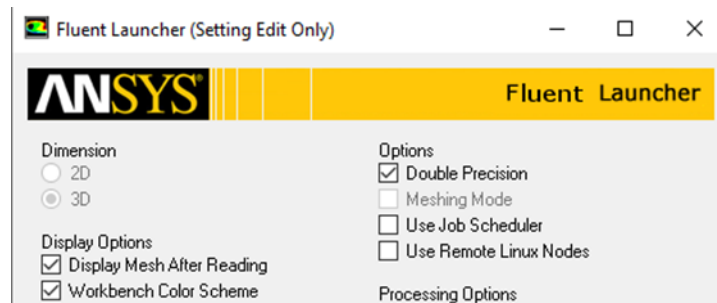 Fluent Launcher (Setting Edit Only)
ANSYS
Fluent Launcher
Dimension
2D
3D
Display Options
Display Mesh After Reading
Workbench Color Scheme
Options
Double Precision
Meshing Mode
Use Job Scheduler
Use Remote Linux Nodes
Processing Options